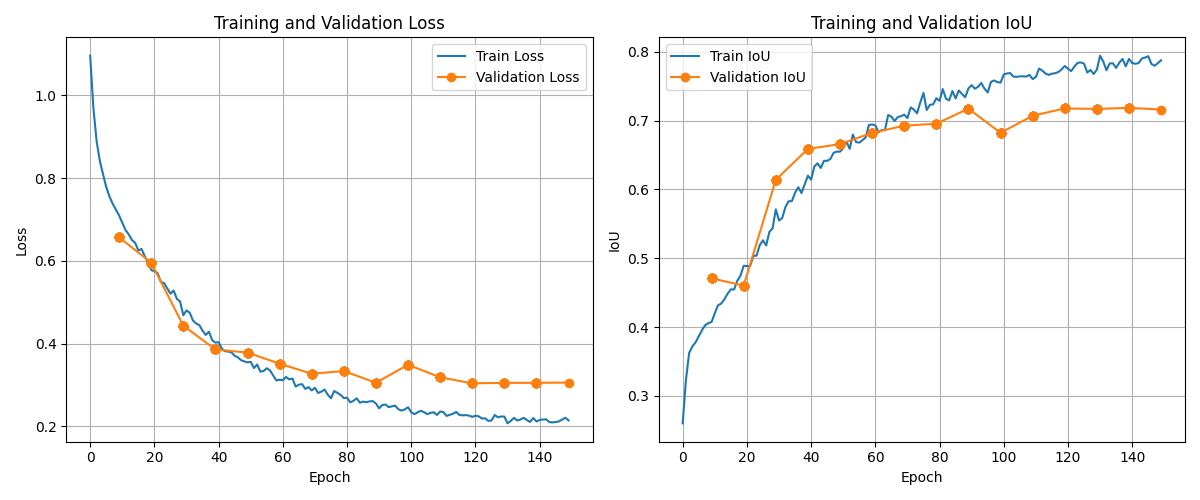 Training and Validation Loss
Train Loss
Validation Loss
1.0
0.8
0.6
0.4
0.2
Loss
0 20 40 60 80 100 120 140
Epoch
Training and Validation IoU
Train IoU
Validation IoU
0.8
0.7
0.6
0.5
0.4
0.3
IoU
0 20 40 60 80 100 120 140
Epoch